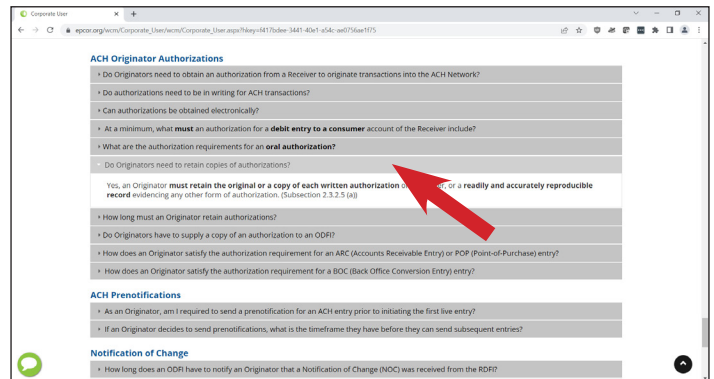 Corporate User
epcor.org/wcm/Corporate_User/wcm/Corporate_User.aspx?hkey=f417bdee-3441-40e1-a54c-ae0756ae1f75
ACH Originator Authorizations
Do Originators need to obtain an authorization from a Receiver to originate transactions into the ACH Network?
Do authorizations need to be in writing for ACH transactions?
Can authorizations be obtained electronically?
At a minimum, what must an authorization for a debit entry to a consumer account of the Receiver include?
What are the authorization requirements for an oral authorization?
Do Originators need to retain copies of authorizations?
Yes, an Originator must retain the original or a copy of each written authorization or a readily and accurately reproducible
record evidencing any other form of authorization. (Subsection 2.3.2.5 (a))
How long must an Originator retain authorizations?
Do Originators have to supply a copy of an authorization to an ODFI?
How does an Originator satisfy the authorization requirement for an ARC (Accounts Receivable Entry) or POP (Point-of-Purchase) entry?
How does an Originator satisfy the authorization requirement for a BOC (Back Office Conversion Entry) entry?
ACH Prenotifications
As an Originator, am I required to send a prenotification for an ACH entry prior to initiating the first live entry?
If an Originator decides to send prenotifications, what is the timeframe they have before they can send subsequent entries?
Notification of Change
How long does an ODFI have to notify an Originator that a Notification of Change (NOC) was received from the RDFI?